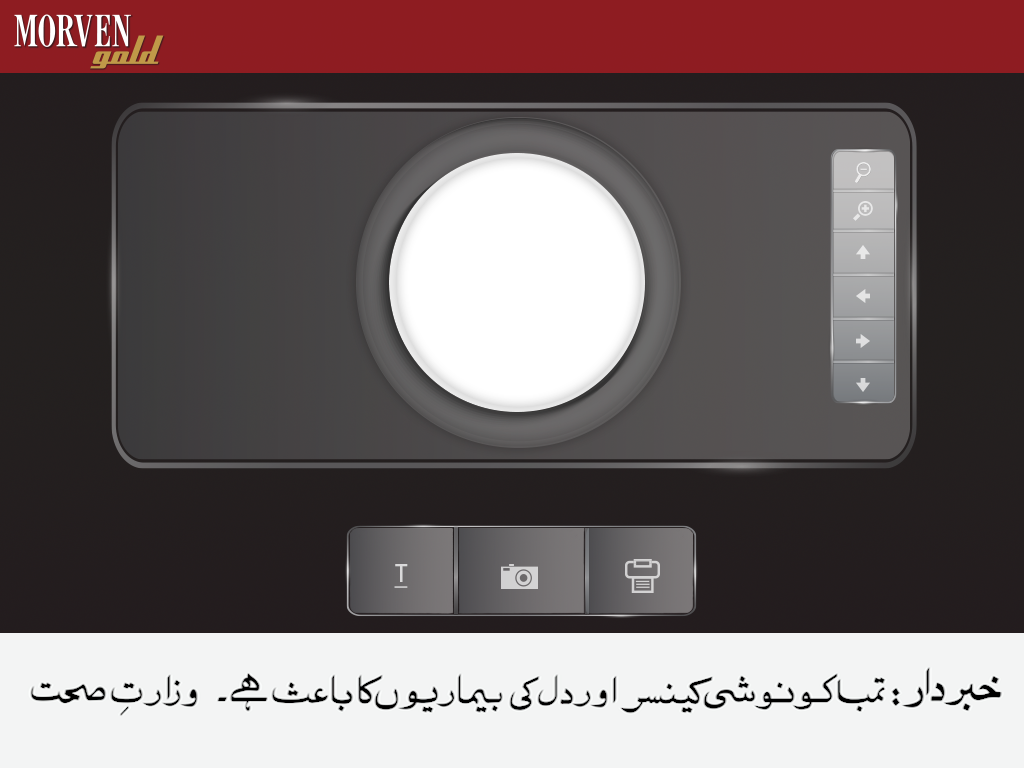 MORVEN
gold
T
خبردار: تمباکو نوشی کینسر اور دل کی بیماریوں کا باعث ہے۔ وزارتِ صحت